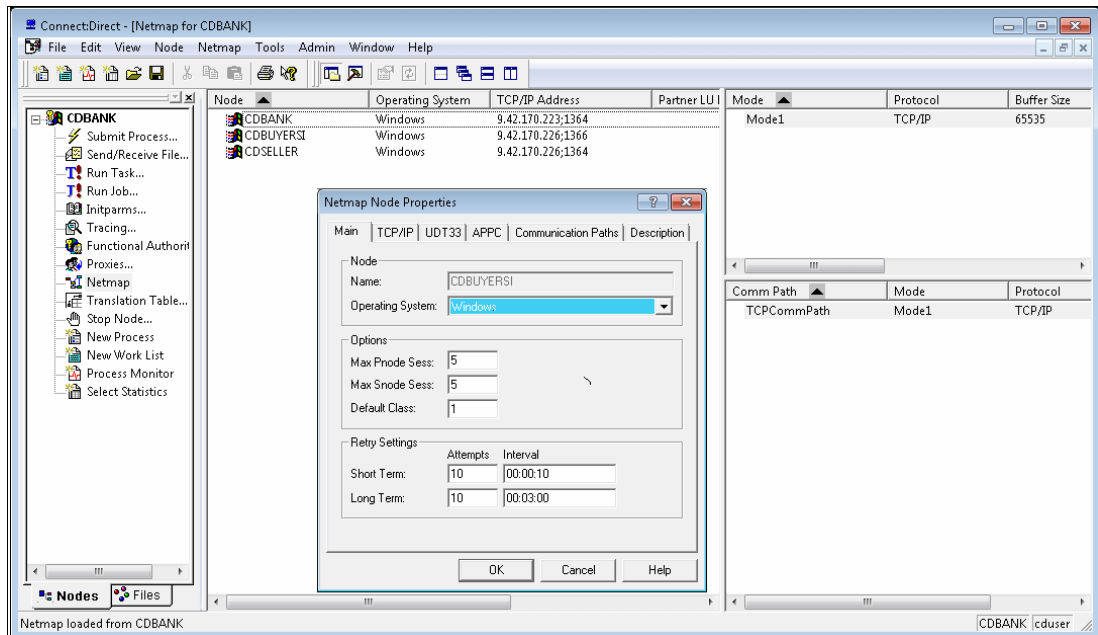 Connect:Direct - [Netmap for CDBANK]
File Edit View Node Netmap Tools Admin Window Help
CDBANK
Submit Process...
Send/Receive File...
Run Task...
Run Job...
Initparms...
Tracing...
Functional Authorit
Proxies...
Netmap
Translation Table...
Stop Node...
New Process
New Work List
Process Monitor
Select Statistics
Nodes Files
Node Operating System TCP/IP Address Partner LU
CDBANK Windows 9.42.170.223;1364
CDBUYERSI Windows 9.42.170.226;1366
CDSELLER Windows 9.42.170.226;1364
Mode Protocol Buffer Size
Mode1 TCP/IP 65535
Comm Path Mode Protocol
TCPCommPath Mode1 TCP/IP
Netmap Node Properties
Main TCP/IP UDT33 APPC Communication Paths Description
Node
Name: CDBUYERSI
Operating System: Windows
Options
Max Pnode Sess: 5
Max Snode Sess: 5
Default Class: 1
Retry Settings
Attempts Interval
Short Term: 10 00:00:10
Long Term: 10 00:03:00
OK Cancel Help
Netmap loaded from CDBANK
CDBANK cduser